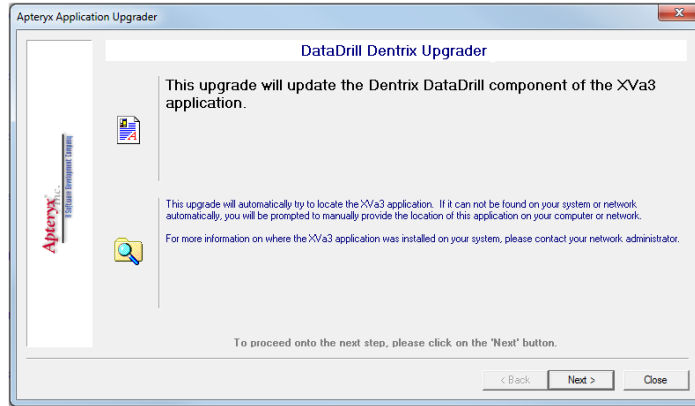 Apteryx Application Upgrader
DataDrill Dentrix Upgrader
This upgrade will update the Dentrix DataDrill component of the XVa3
application.
Apteryx Inc.
A Software Development Company
This upgrade will automatically try to locate the XVa3 application. If it can not be found on your system or network
automatically, you will be prompted to manually provide the location of this application on your computer or network.
For more information on where the XVa3 application was installed on your system, please contact your network administrator.
To proceed onto the next step, please click on the 'Next' button.
< Back
Next >
Close